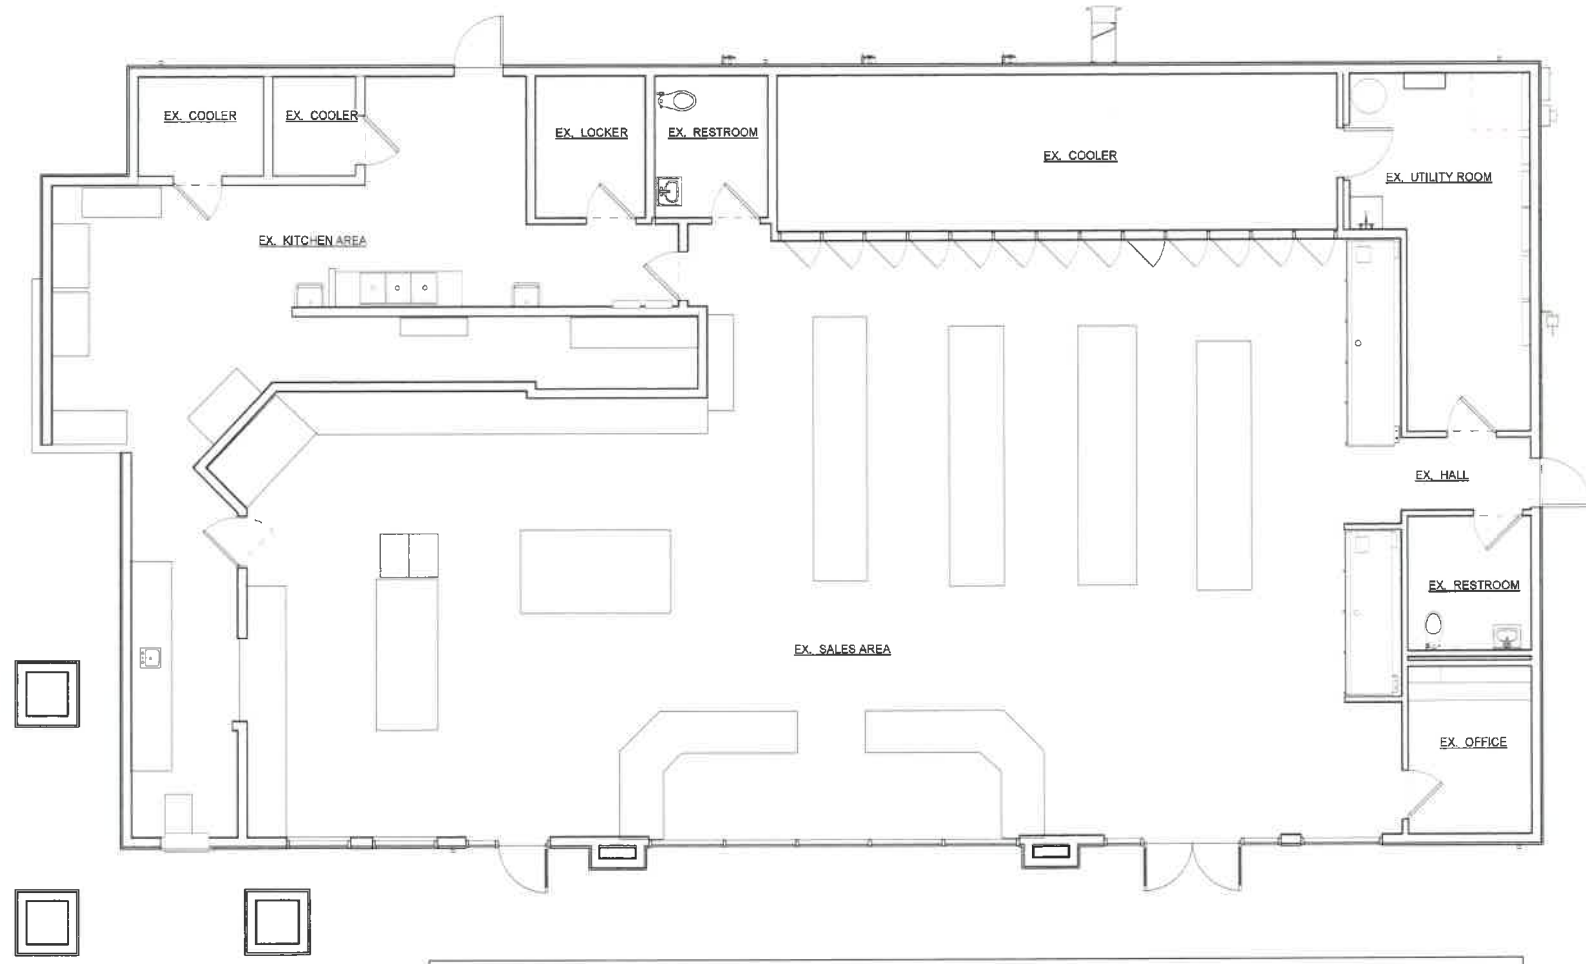 EX. COOLER
EX. COOLER
EX. LOCKER
EX. RESTROOM
EX. COOLER
EX. UTILITY ROOM
EX. KITCHEN AREA
EX. HALL
EX. RESTROOM
EX. SALES AREA
EX. OFFICE